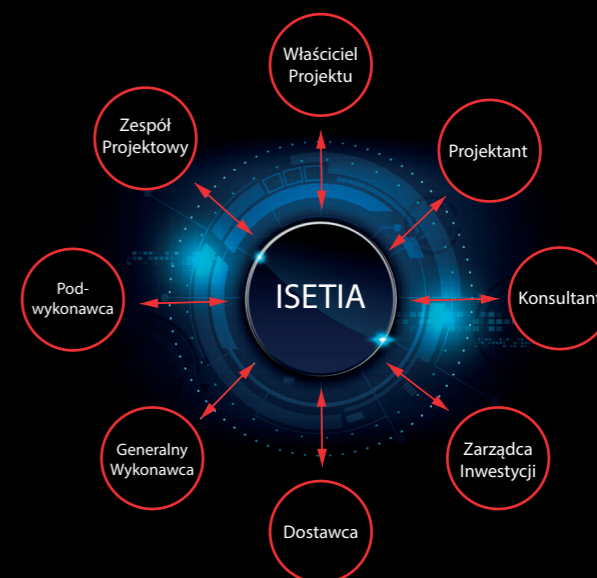 Właściciel
Projektu
Zespół
Projektowy
Projektant
Pod-
wykonawca
ISETIA
Konsultant
Generalny
Wykonawca
Zarządca
Inwestycji
Dostawca